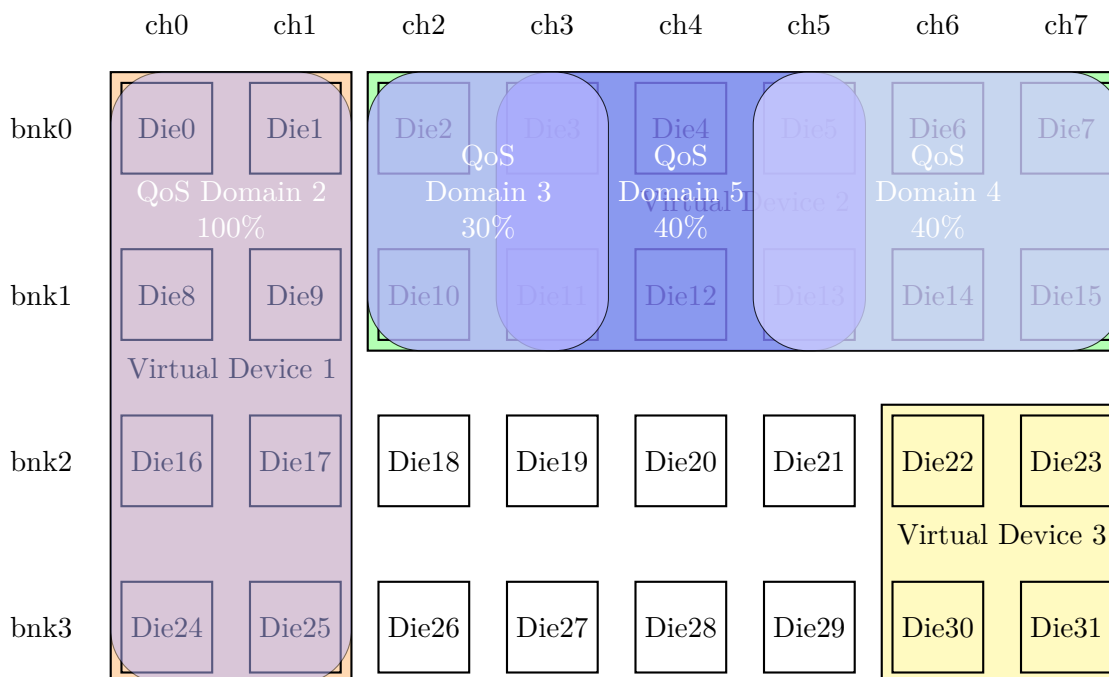 ch0 ch1 ch2 ch3 ch4 ch5 ch6 ch7
bnk0 Die0 Die1 Die2 Die3 Die4 Die5 Die6 Die7
QoS Domain 2
100%
QoS
Domain 3
30%
QoS
Domain 5
40%
QoS
Domain 4
40%
Virtual Device 2
bnk1 Die8 Die9 Die10 Die11 Die12 Die13 Die14 Die15
Virtual Device 1
bnk2 Die16 Die17 Die18 Die19 Die20 Die21 Die22 Die23
Virtual Device 3
bnk3 Die24 Die25 Die26 Die27 Die28 Die29 Die30 Die31